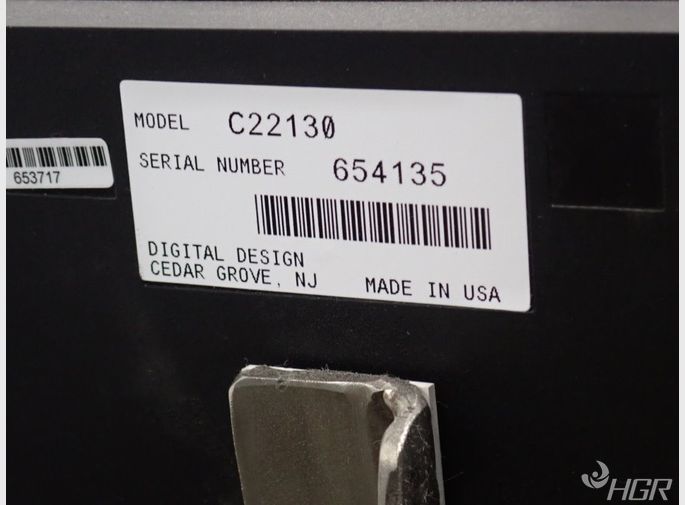 MODEL C22130
SERIAL NUMBER 654135
653717
DIGITAL DESIGN
CEDAR GROVE, NJ MADE IN USA
HGR